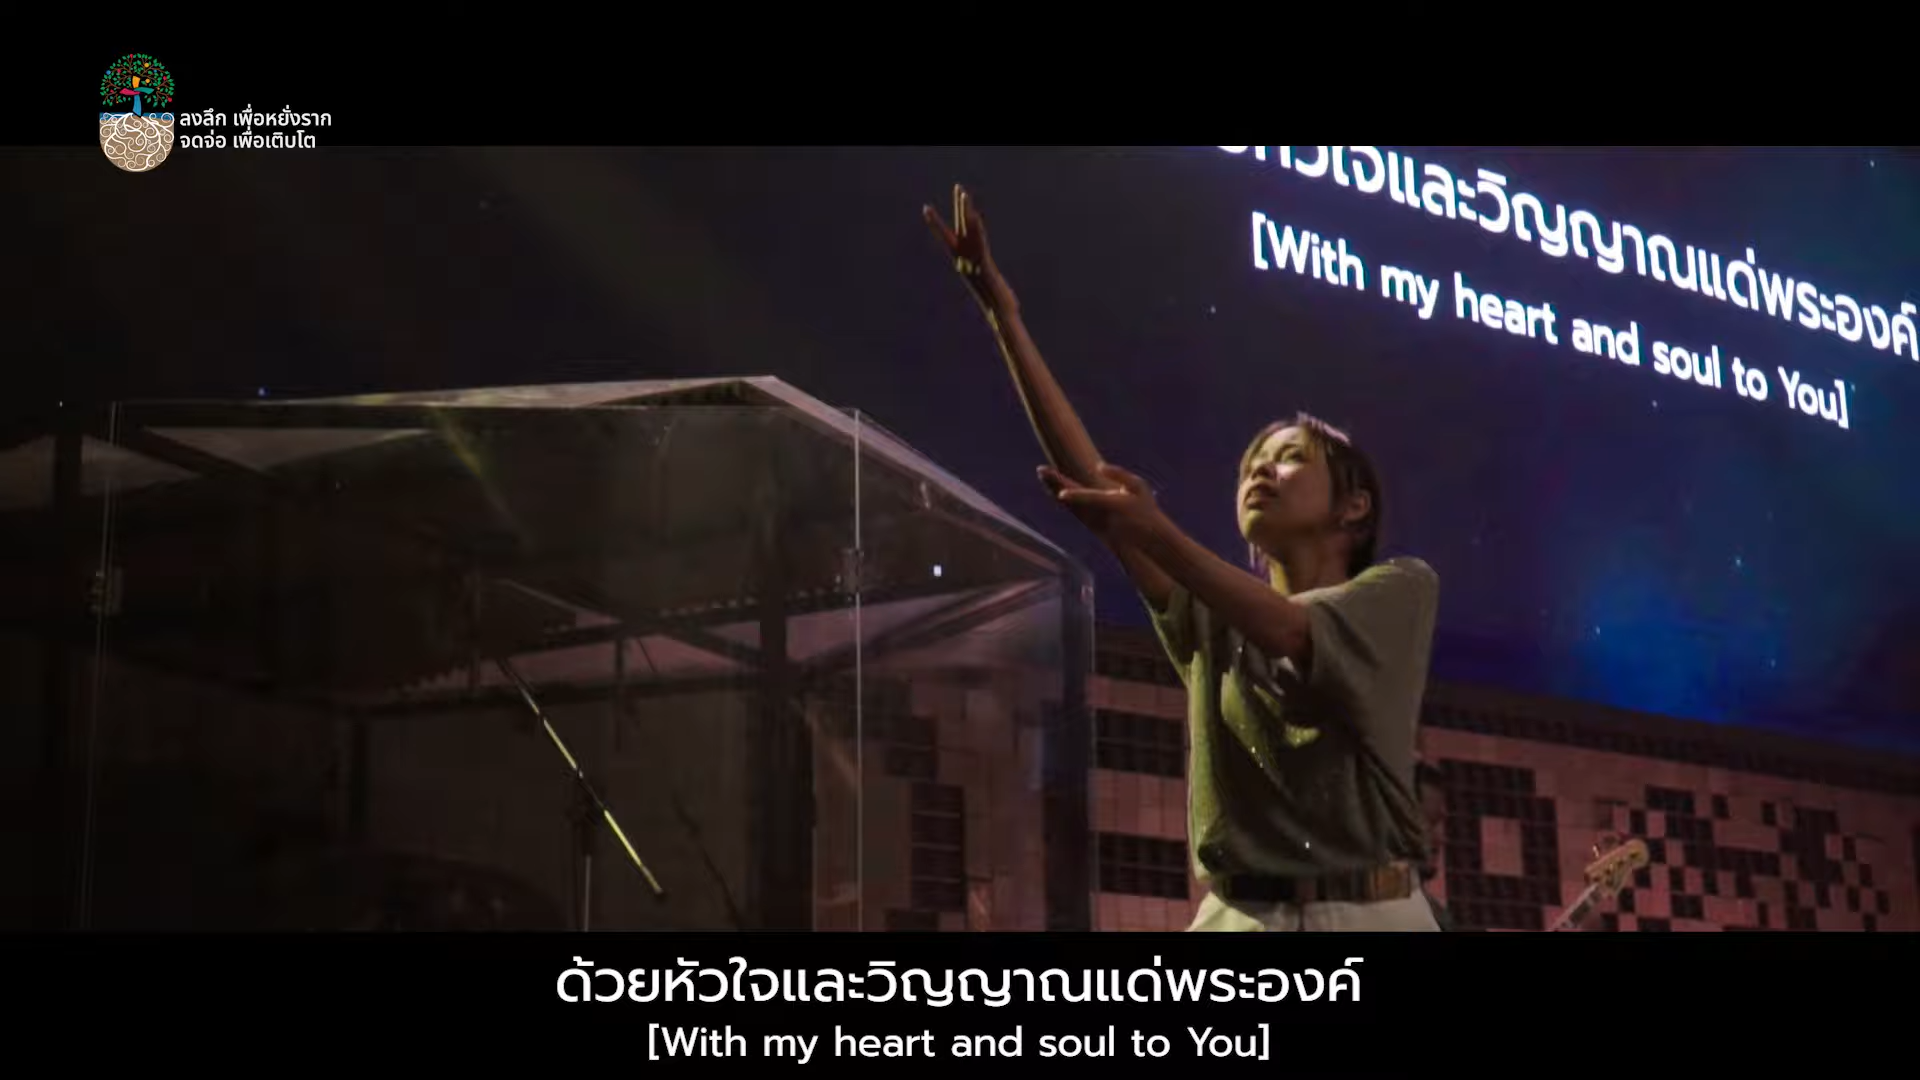 ลงลึก เพื่อหยั่งราก
จดจ่อ เพื่อเติบโต
หัวใจและวิญญาณแด่พระองค์
[With my heart and soul to You]
ด้วยหัวใจและวิญญาณแด่พระองค์
[With my heart and soul to You]